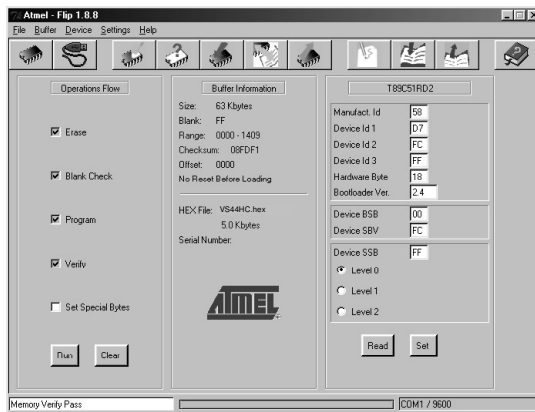 Atmel - Flip 1.8.8
File Buffer Device Settings Help
Operations Flow
Erase
Blank Check
Program
Verify
Set Special Bytes
Run Clear
Buffer Information
Size: 63 Kbytes
Blank: FF
Range: 0000 - 1409
Checksum: 08FDF1
Offset: 0000
No Reset Before Loading
HEX File: VS44HC.hex
5.0 Kbytes
Serial Number:
ATMEL
T89C51RD2
Manufact. Id 58
Device Id 1 D7
Device Id 2 FC
Device Id 3 FF
Hardware Byte 18
Bootloader Ver. 2.4
Device BSB 00
Device SBV FC
Device SSB FF
Level 0
Level 1
Level 2
Read Set
Memory Verify Pass
COM1 / 9600